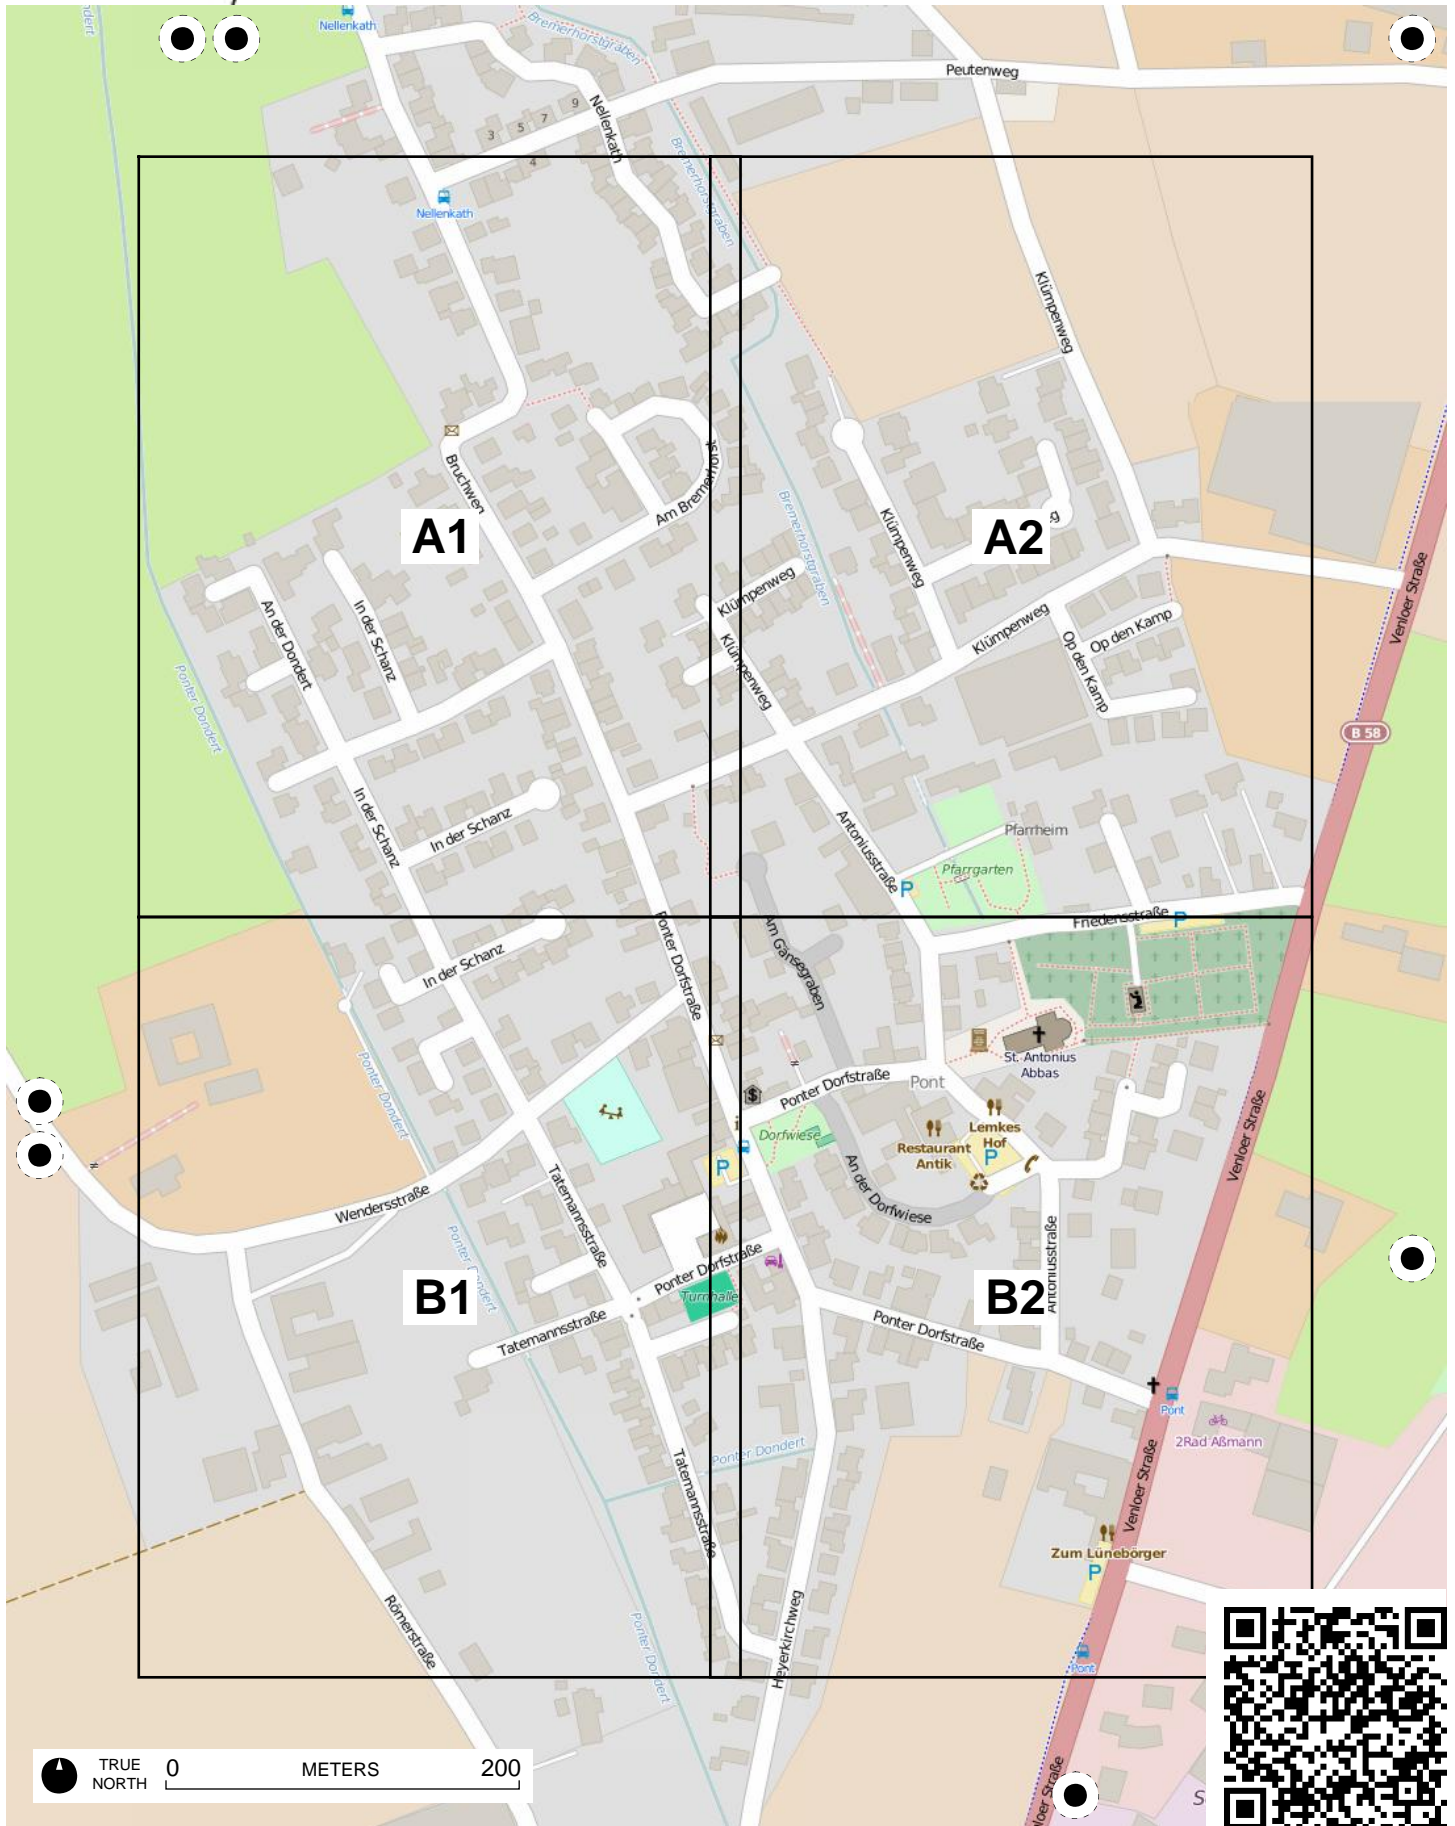 Nellenkath
Bremerhorstgraben
Peutenweg
Nellenkath
9
7
5
3
4
Bremerhorstgraben
Nellenkath
Klümpenweg
Bruchweg
Am Bremerhorst
A1
Bremerhorstgraben
Klümpenweg
A2
An der Dondert
In der Schanz
Klümpenweg
Klümpenweg
Klümpenweg
Op den Kamp
Op den Kamp
Venloer Straße
Ponter Dondert
B 58
In der Schanz
In der Schanz
Antoniusstraße
Pfarrheim
Pfarrgarten
P
Friedensstraße
P
Ponter Dorfstraße
Am Gänsegraben
In der Schanz
St. Antonius
Abbas
Ponter Dondert
Ponter Dorfstraße
Pont
Lemkes
Hof
Restaurant
Antik
P
Dorfwiese
P
An der Dorfwiese
Venloer Straße
Wendersstraße
Tatemannsstraße
Ponter Dondert
Ponter Dorfstraße
Antoniusstraße
B1
B2
Turnhalle
Tatemannsstraße
Ponter Dorfstraße
Pont
2Rad Aßmann
Tatemannsstraße
Ponter Dondert
Venloer Straße
Zum Lünebörger
P
Römerstraße
Ponter Dondert
Heyerkirchweg
Pont
TRUE
NORTH
0
METERS
200